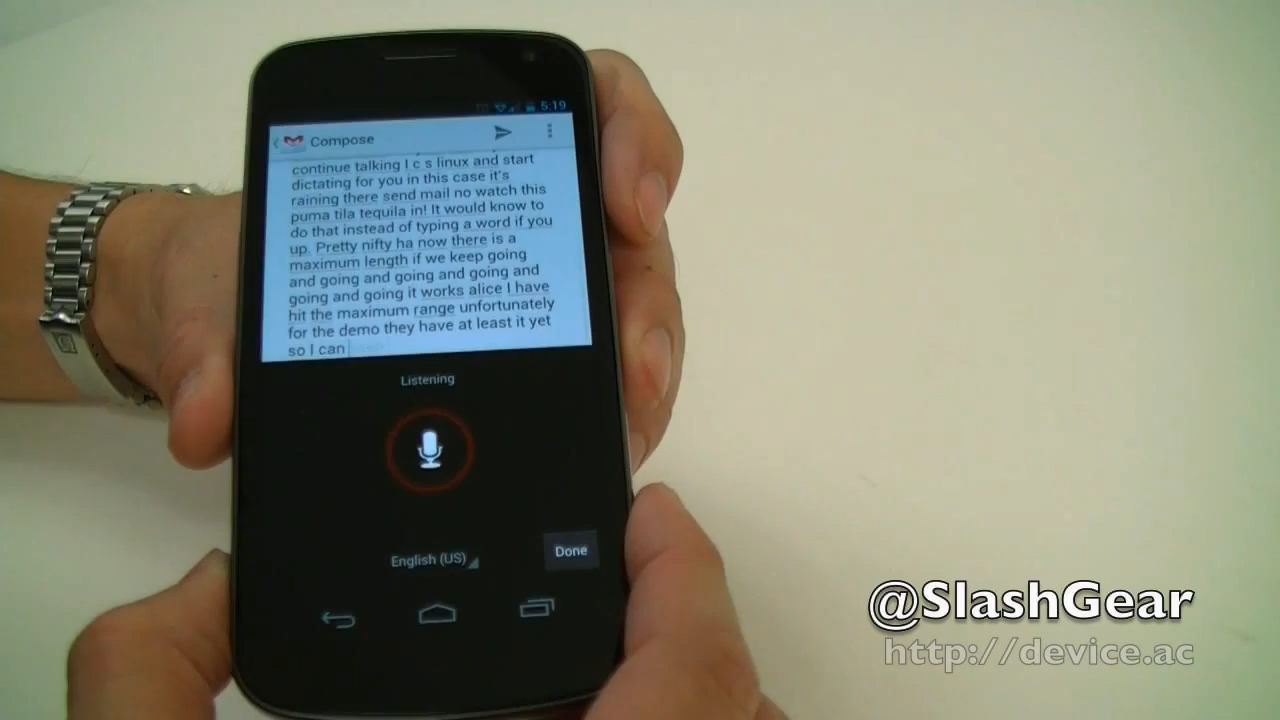 5:19
Compose
continue talking I c s linux and start
dictating for you in this case it's
raining there send mail no watch this
puma tila tequila in! It would know to
do that instead of typing a word if you
up. Pretty nifty ha now there is a
maximum length if we keep going
and going and going and going and
going and going it works alice I have
hit the maximum range unfortunately
for the demo they have at least it yet
so I can
Listening
English (US)
Done
@SlashGear
http://device.ac